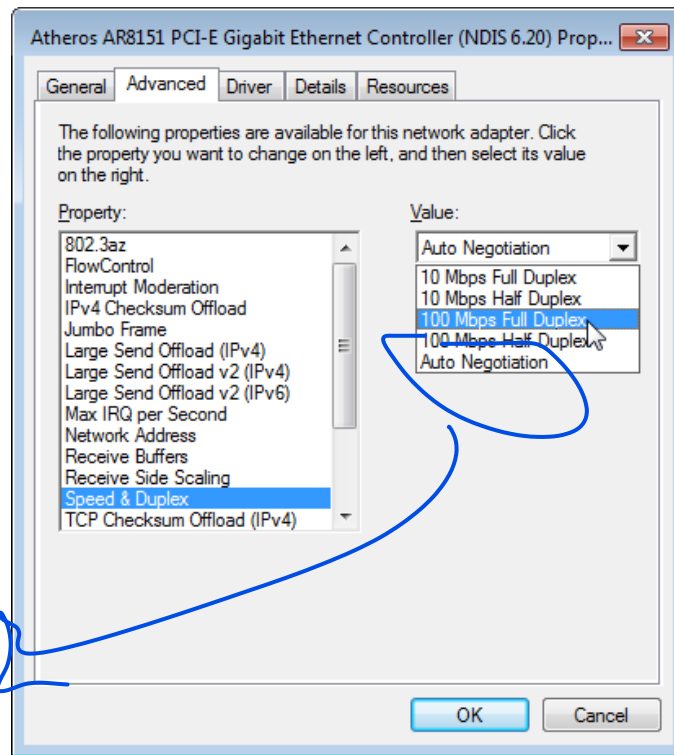 Atheros AR8151 PCI-E Gigabit Ethernet Controller (NDIS 6.20) Prop...
General Advanced Driver Details Resources
The following properties are available for this network adapter. Click
the property you want to change on the left, and then select its value
on the right.
Property:
802.3az
FlowControl
Interrupt Moderation
IPv4 Checksum Offload
Jumbo Frame
Large Send Offload (IPv4)
Large Send Offload v2 (IPv4)
Large Send Offload v2 (IPv6)
Max IRQ per Second
Network Address
Receive Buffers
Receive Side Scaling
Speed & Duplex
TCP Checksum Offload (IPv4)
Value:
Auto Negotiation
10 Mbps Full Duplex
10 Mbps Half Duplex
100 Mbps Full Duplex
100 Mbps Half Duplex
Auto Negotiation
OK Cancel